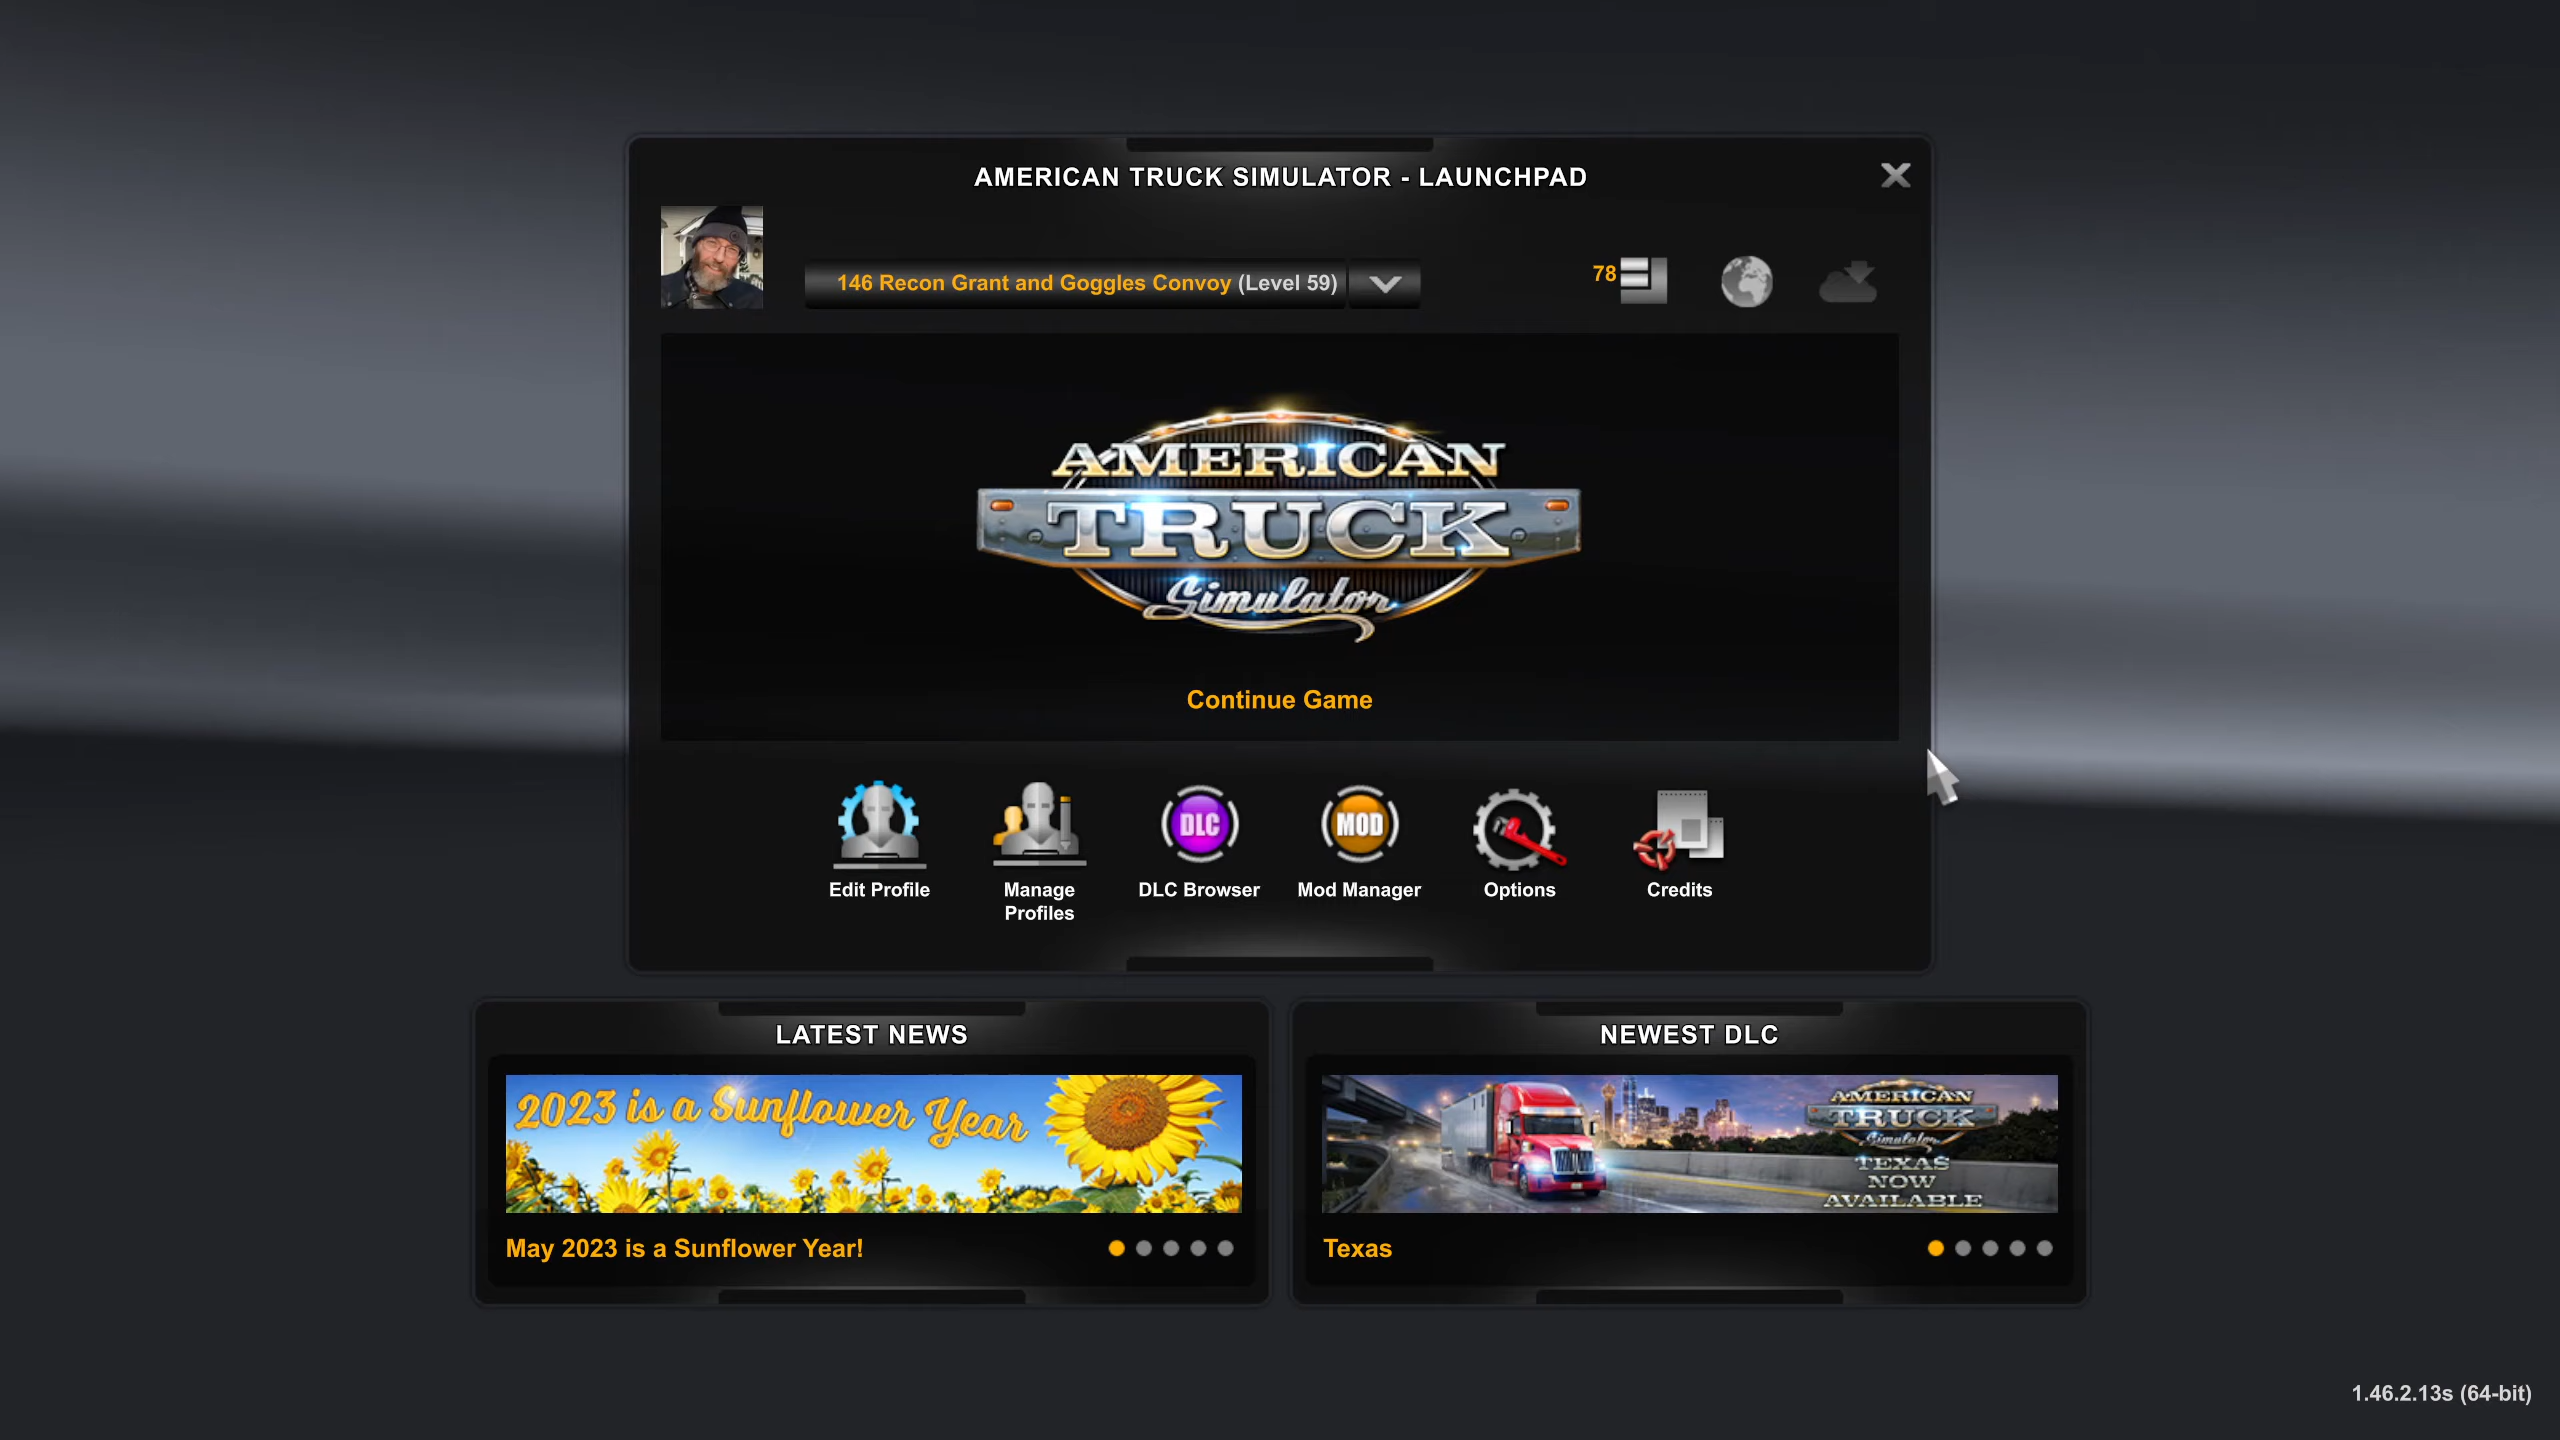 AMERICAN TRUCK SIMULATOR - LAUNCHPAD
146 Recon Grant and Goggles Convoy (Level 59)
78
AMERICAN
TRUCK
Simulator
Continue Game
DLC
MOD
Edit Profile
Manage
Profiles
DLC Browser
Mod Manager
Options
Credits
LATEST NEWS
2023 is a Sunflower Year
May 2023 is a Sunflower Year!
NEWEST DLC
AMERICAN
TRUCK
Simulator
TEXAS
NOW
AVAILABLE
Texas
1.46.2.13s (64-bit)